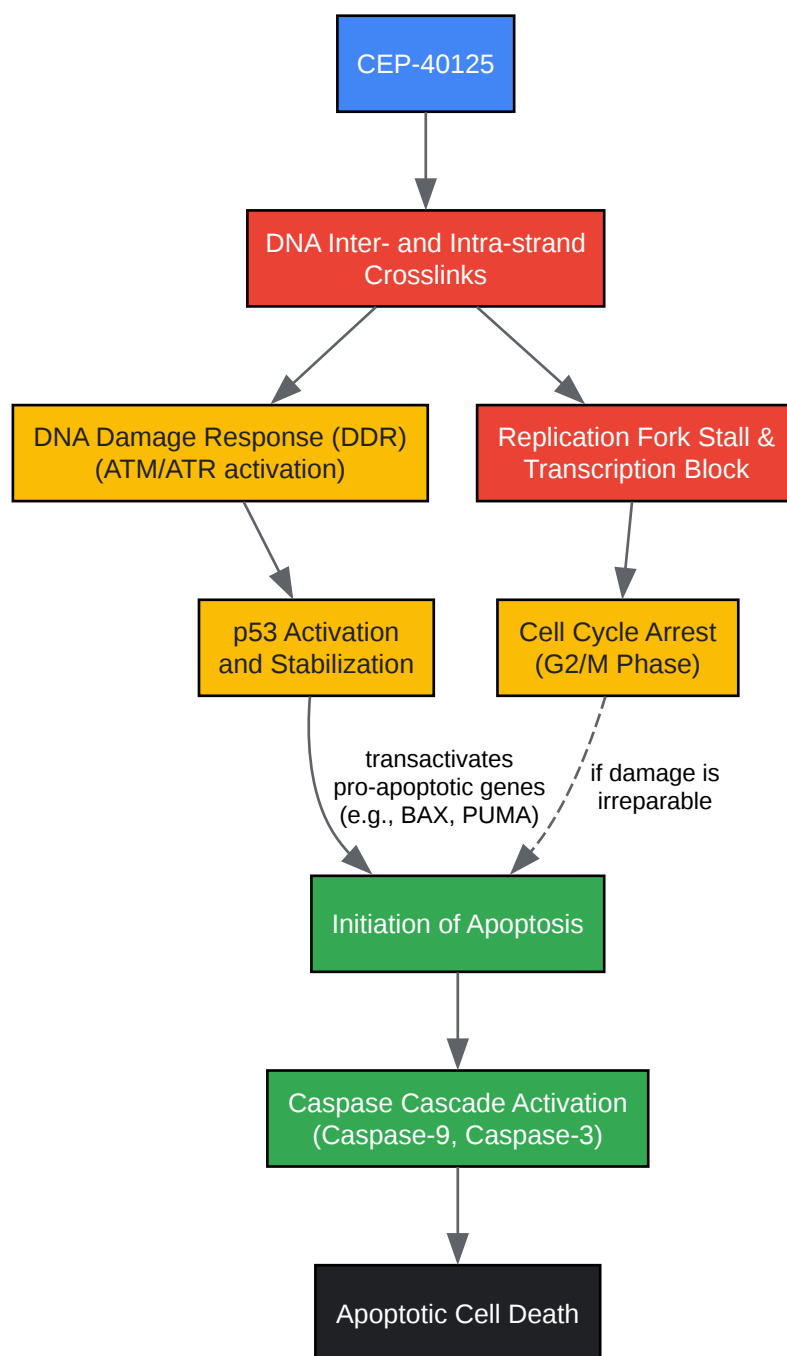 CEP-40125
DNA Inter- and Intra-strand
Crosslinks
DNA Damage Response (DDR)
(ATM/ATR activation)
Replication Fork Stall &
Transcription Block
p53 Activation
and Stabilization
Cell Cycle Arrest
(G2/M Phase)
transactivates
pro-apoptotic genes
(e.g., BAX, PUMA)
if damage is
irreparable
Initiation of Apoptosis
Caspase Cascade Activation
(Caspase-9, Caspase-3)
Apoptotic Cell Death